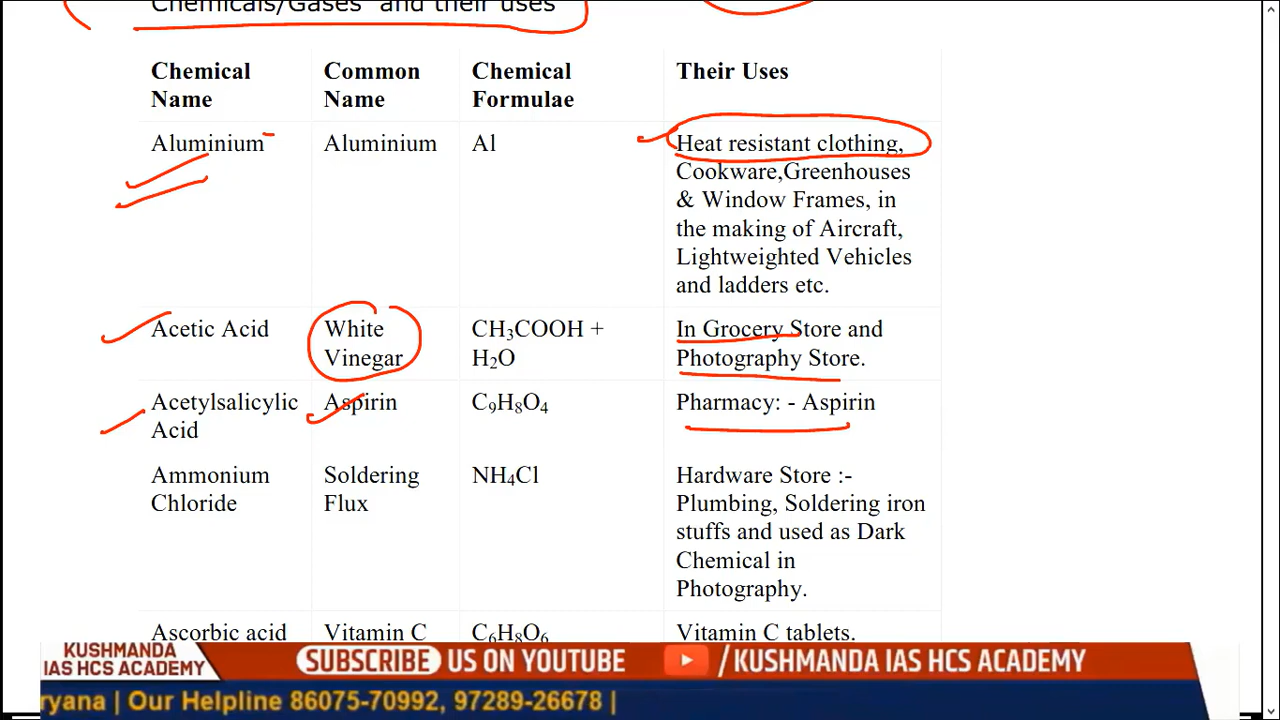 Chemicals/Gases and their uses
Chemical Name Common Name Chemical Formulae Their Uses
Aluminium Aluminium Al Heat resistant clothing,
Cookware,Greenhouses
& Window Frames, in
the making of Aircraft,
Lightweighted Vehicles
and ladders etc.
Acetic Acid White Vinegar CH₃COOH + H₂O In Grocery Store and
Photography Store.
Acetylsalicylic Acid Aspirin C₉H₈O₄ Pharmacy: - Aspirin
Ammonium Chloride Soldering Flux NH₄Cl Hardware Store :-
Plumbing, Soldering iron
stuffs and used as Dark
Chemical in
Photography.
Ascorbic acid Vitamin C C₆H₈O₆ Vitamin C tablets.
KUSHMANDA
IAS HCS ACADEMY
SUBSCRIBE US ON YOUTUBE /KUSHMANDA IAS HCS ACADEMY
ryana | Our Helpline 86075-70992, 97289-26678 |